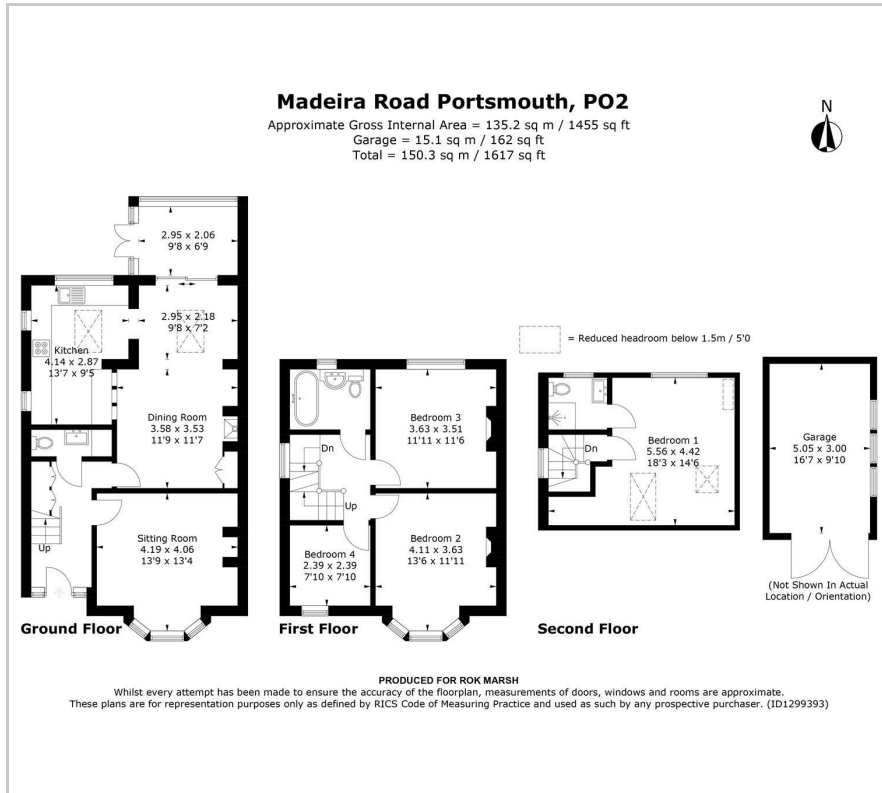 Madeira Road Portsmouth, PO2
Approximate Gross Internal Area = 135.2 sq m / 1455 sq ft
Garage = 15.1 sq m / 162 sq ft
Total = 150.3 sq m / 1617 sq ft
N
2.95 x 2.06
9'8 x 6'9
2.95 x 2.18
9'8 x 7'2
Kitchen
4.14 x 2.87
13'7 x 9'5
Dining Room
3.58 x 3.53
11'9 x 11'7
Sitting Room
4.19 x 4.06
13'9 x 13'4
Up
Ground Floor
Bedroom 3
3.63 x 3.51
11'11 x 11'6
Dn
Up
Bedroom 2
4.11 x 3.63
13'6 x 11'11
Bedroom 4
2.39 x 2.39
7'10 x 7'10
First Floor
= Reduced headroom below 1.5m / 5'0
Dn
Bedroom 1
5.56 x 4.42
18'3 x 14'6
Second Floor
Garage
5.05 x 3.00
16'7 x 9'10
(Not Shown In Actual
Location / Orientation)
PRODUCED FOR ROK MARSH
Whilst every attempt has been made to ensure the accuracy of the floorplan, measurements of doors, windows and rooms are approximate.
These plans are for representation purposes only as defined by RICS Code of Measuring Practice and used as such by any prospective purchaser. (ID1299393)